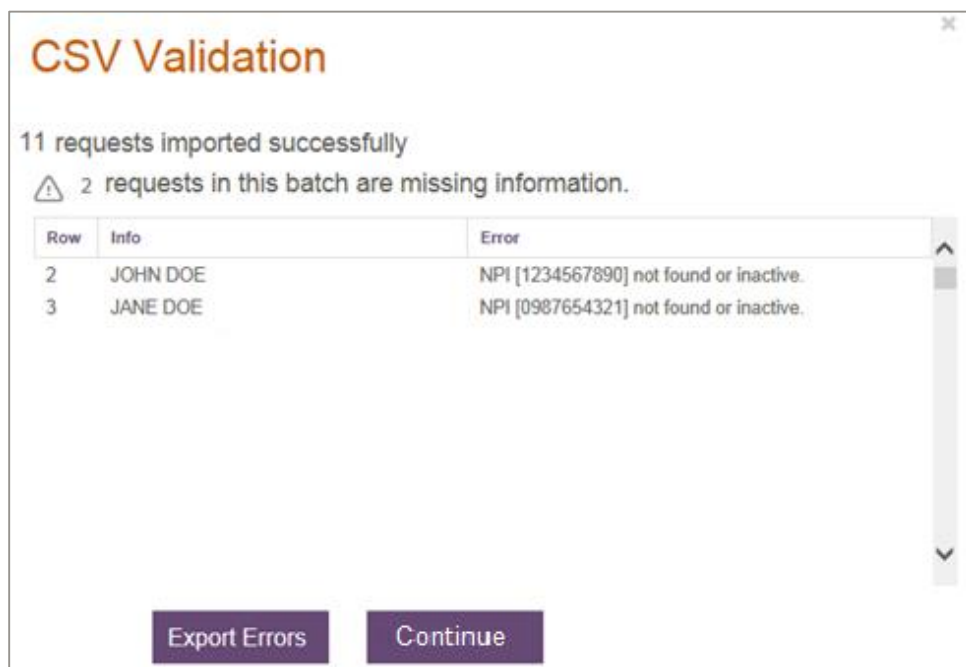 CSV Validation
11 requests imported successfully
2 requests in this batch are missing information.
Row Info Error
2 JOHN DOE NPI [1234567890] not found or inactive.
3 JANE DOE NPI [0987654321] not found or inactive.
Export Errors Continue